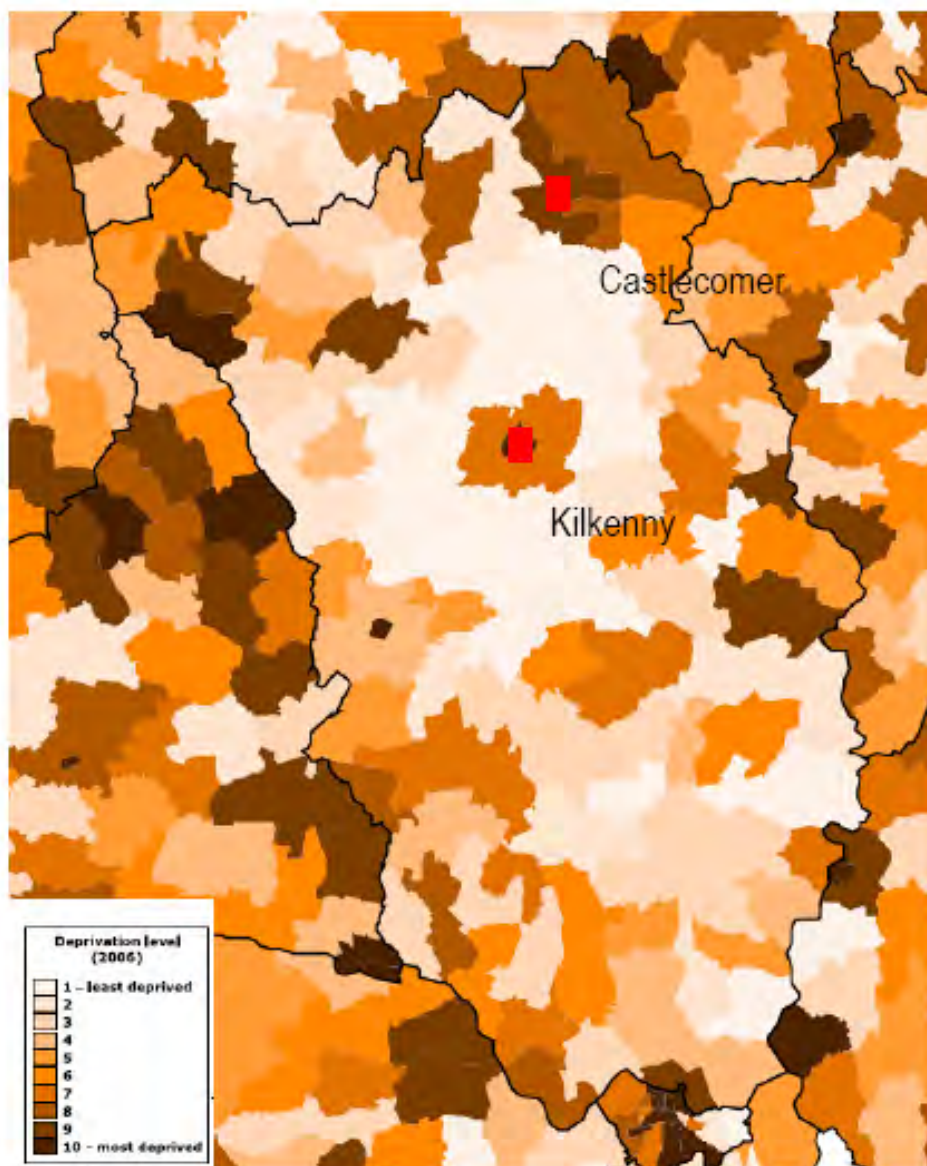 Castlecomer
Kilkenny
Deprivation level
(2006)
1 – least deprived
2
3
4
5
6
7
8
9
10 – most deprived